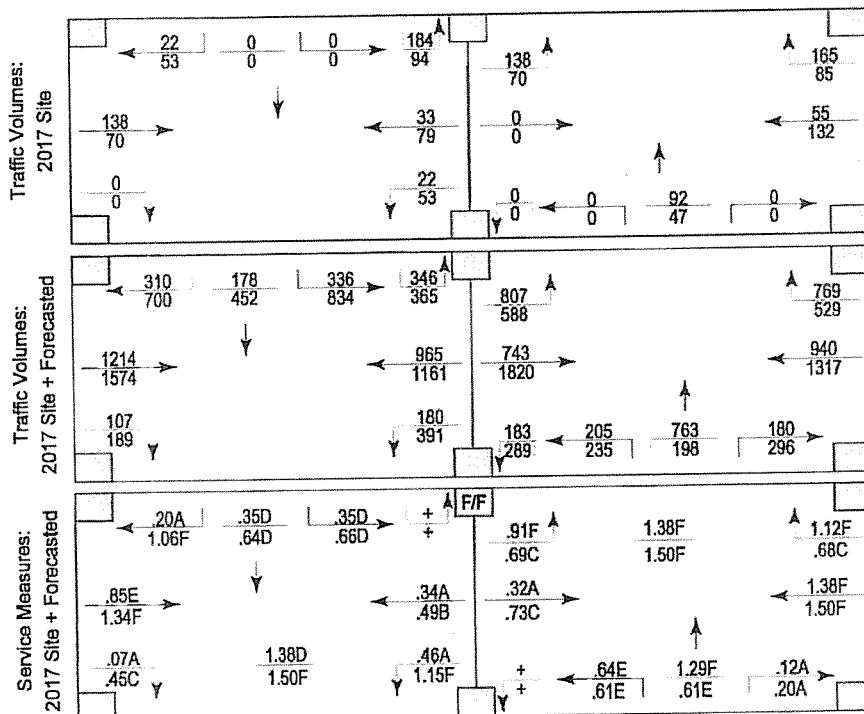 Traffic Volumes:
2017 Site
22 0 0 184
53 0 0 94
138 165
70 85
138 33 0 55
70 79 0 132
0 22
0 53
0 0 92 0
0 0 47 0
Traffic Volumes:
2017 Site + Forecasted
310 178 336 346
700 452 834 365
807 769
588 529
1214 965 743 940
1574 1161 1820 1317
107 180
189 391
183 205 763 180
289 235 198 296
Service Measures:
2017 Site + Forecasted
.20A .35D .35D +
1.06F .64D .66D +
F/F
.91F 1.38F 1.12F
.69C 1.50F .68C
.85E .34A .32A 1.38F
1.34F .49B .73C 1.50F
.07A 1.38D .46A
.45C 1.50F 1.15F
+ .64E 1.29F .12A
+ .61E .61E .20A